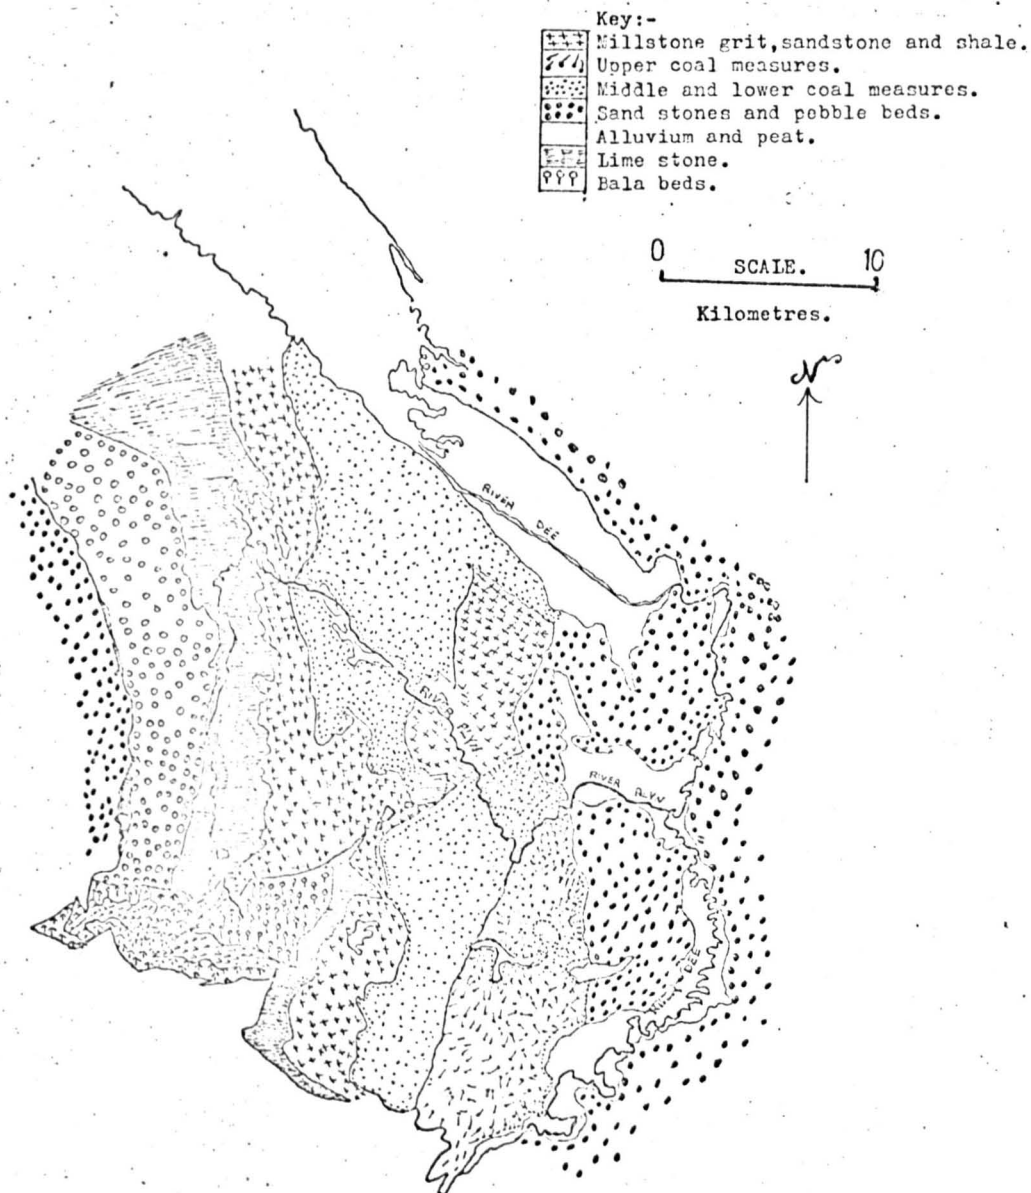 Key:-
Millstone grit,sandstone and shale.
Upper coal measures.
Middle and lower coal measures.
Sand stones and pebble beds.
Alluvium and peat.
Lime stone.
Bala beds.
0 10
SCALE.
Kilometres.
N
RIVER DEE
RIVER ALYN
RIVER ALYN
RIVER DEE